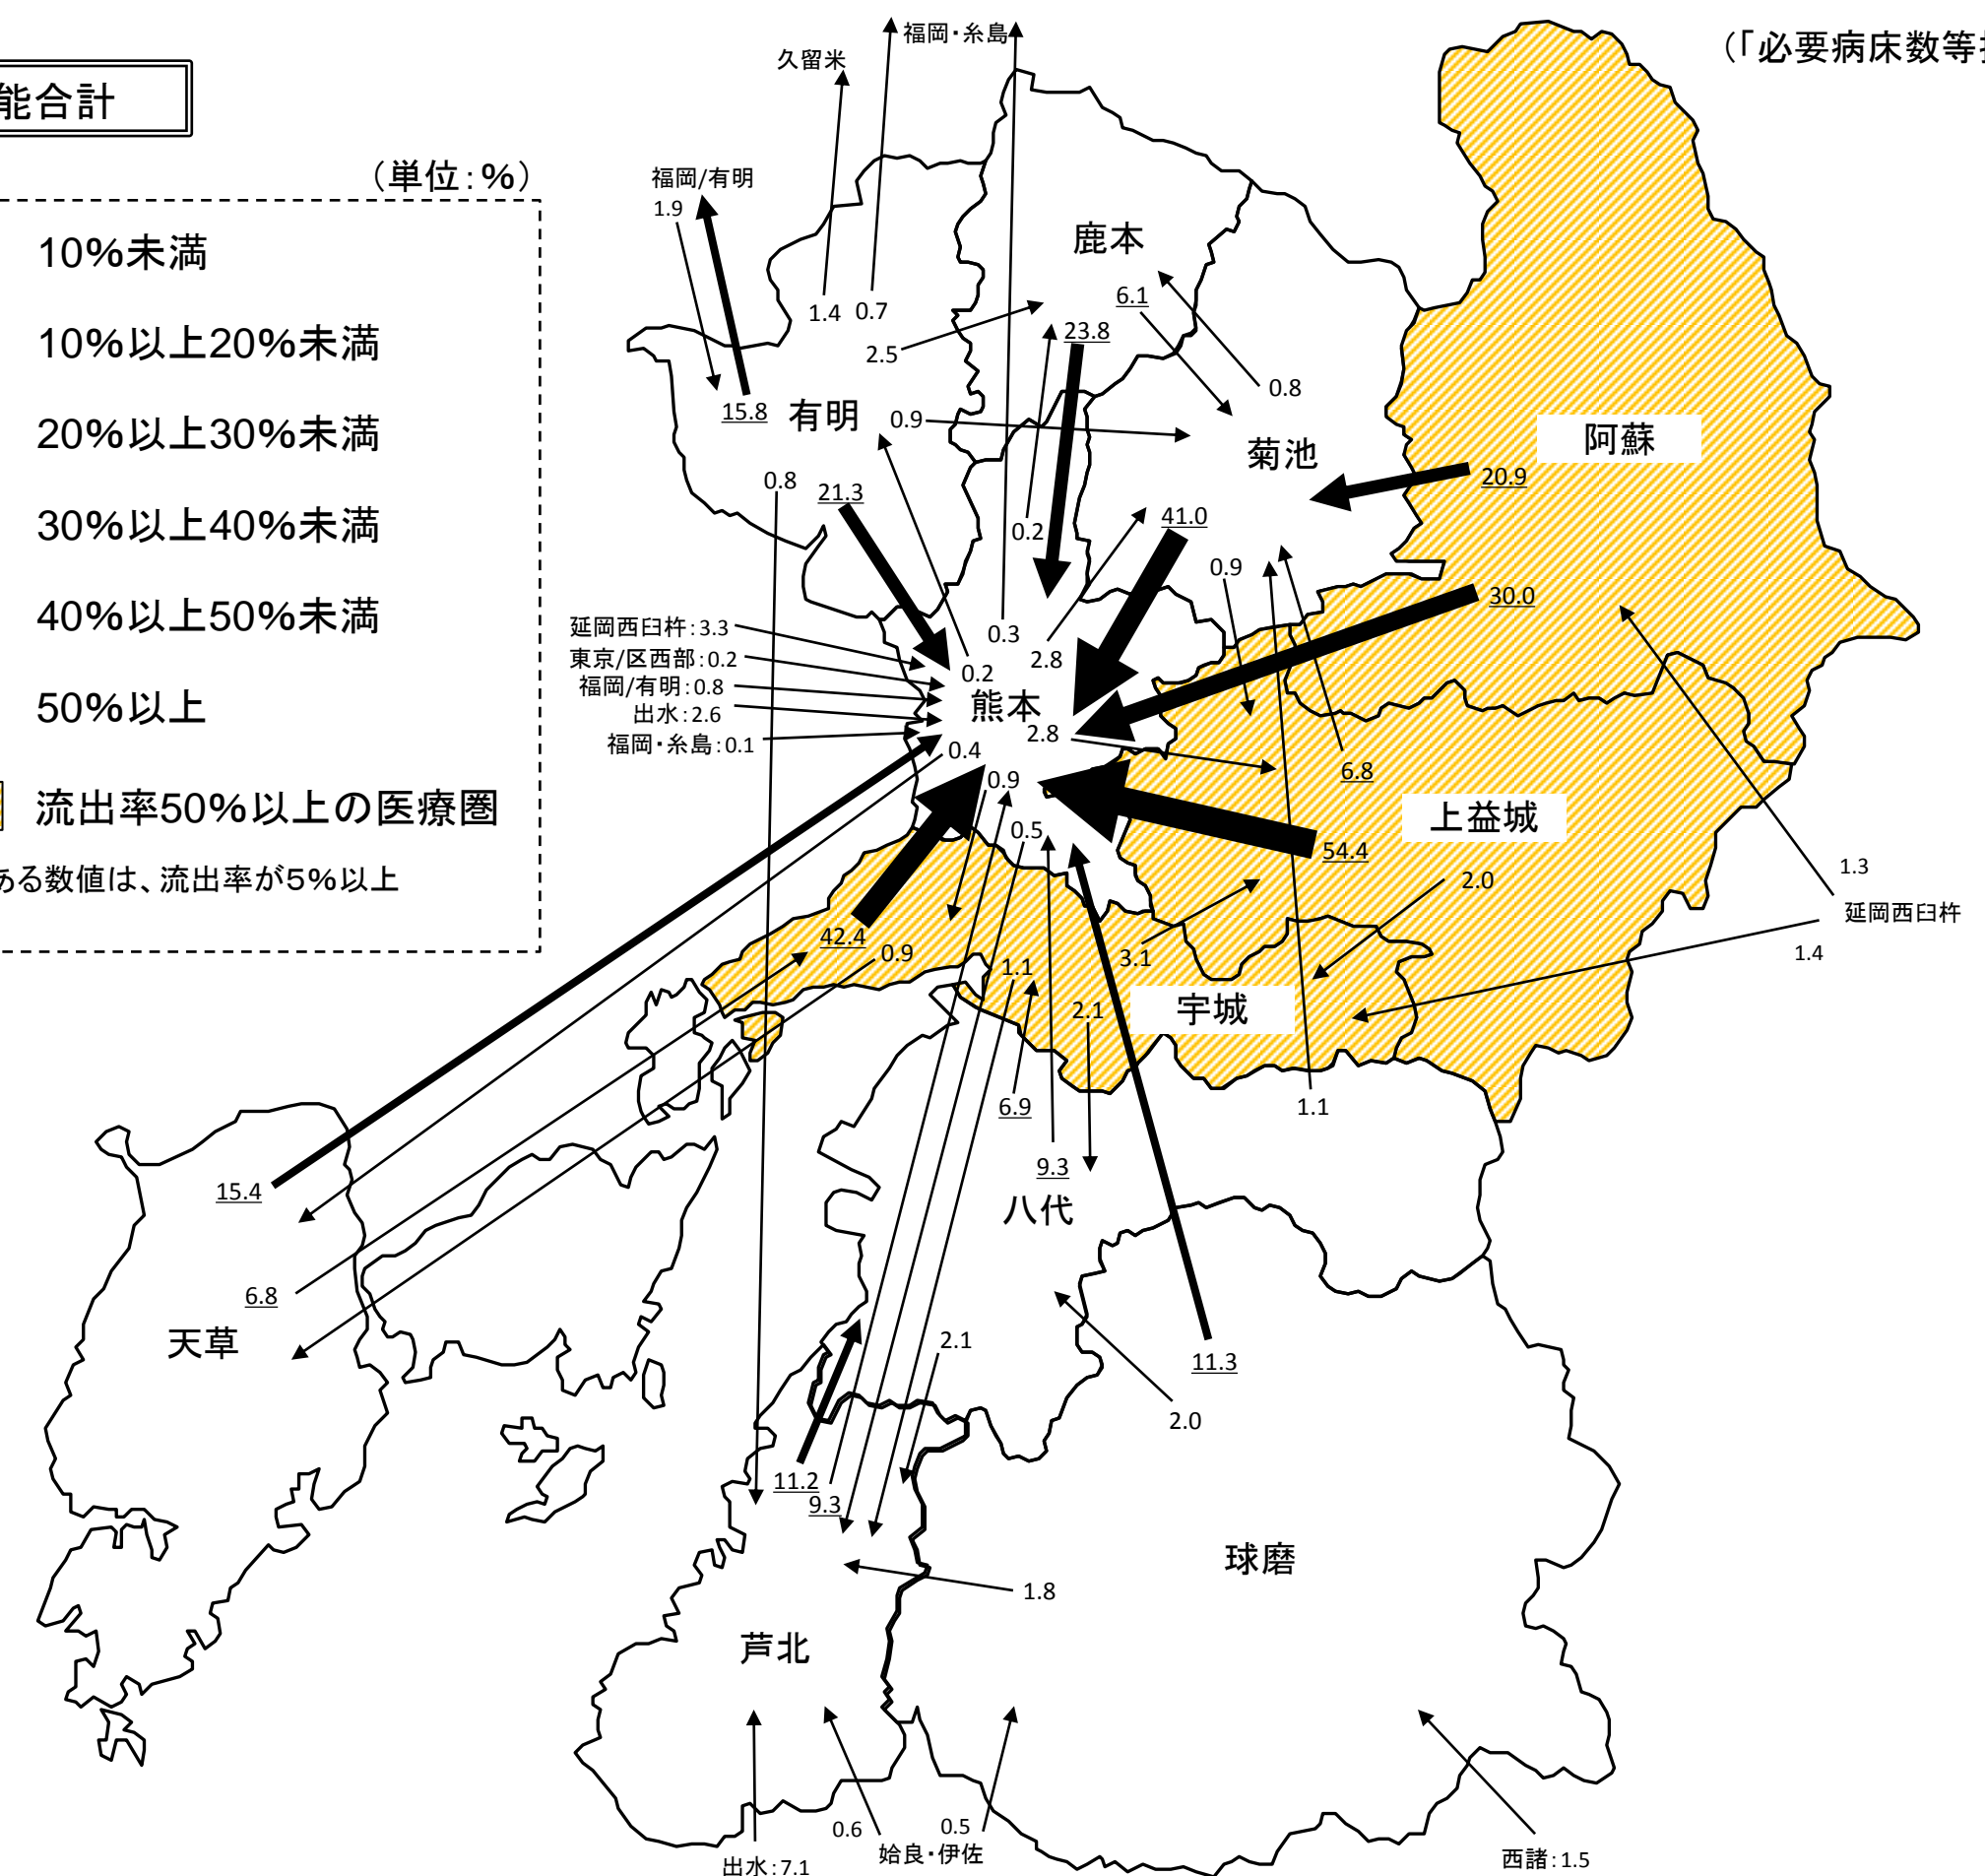 (「必要病床数等
能合計
(単位:%)
10%未満
10%以上20%未満
20%以上30%未満
30%以上40%未満
40%以上50%未満
50%以上
流出率50%以上の医療圏
ある数値は、流出率が5%以上
福岡・糸島
久留米
福岡/有明
1.9
鹿本
6.1
1.4
0.7
23.8
2.5
0.8
15.8
有明
0.9
菊池
阿蘇
20.9
0.8
21.3
0.2
41.0
0.9
30.0
延岡西臼杵:3.3
東京/区西部:0.2
福岡/有明:0.8
出水:2.6
福岡・糸島:0.1
0.3
2.8
0.2
熊本
2.8
0.4
6.8
0.9
0.5
上益城
54.4
2.0
1.3
延岡西臼杵
1.4
42.4
0.9
1.1
3.1
2.1
宇城
6.9
1.1
9.3
八代
15.4
6.8
天草
2.1
11.3
2.0
11.2
9.3
球磨
1.8
芦北
0.6
0.5
姶良・伊佐
出水:7.1
西諸:1.5